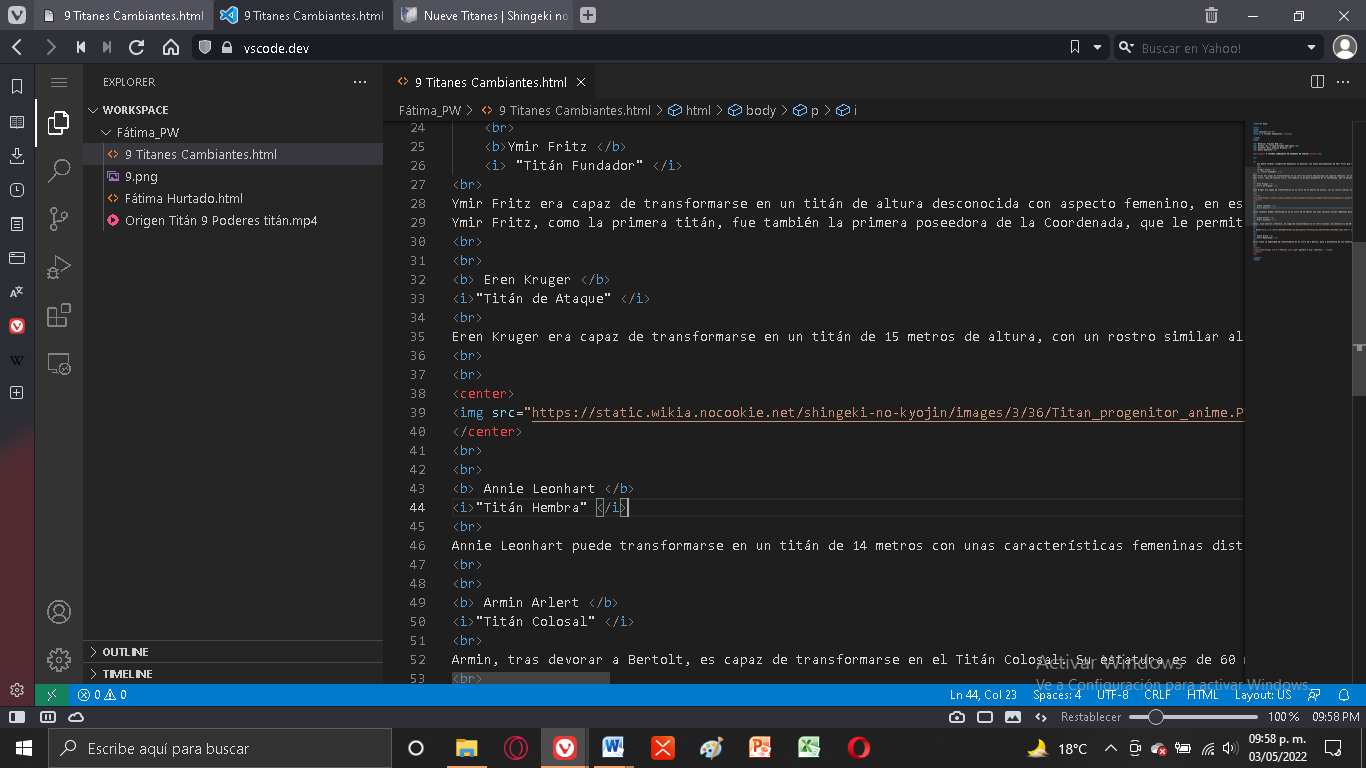 9 Titanes Cambiantes.html
9 Titanes Cambiantes.html
Nueve Titanes | Shingeki no
vscode.dev
Buscar en Yahoo!
EXPLORER
WORKSPACE
Fátima_PW
9 Titanes Cambiantes.html
9.png
Fátima Hurtado.html
Origen Titán 9 Poderes titán.mp4
OUTLINE
TIMELINE
9 Titanes Cambiantes.html
Fátima_PW > 9 Titanes Cambiantes.html > html > body > p > i
24 <br>
25 <b>Ymir Fritz </b>
26 <i> "Titán Fundador" </i>
27 <br>
28 Ymir Fritz era capaz de transformarse en un titán de altura desconocida con aspecto femenino, en es
29 Ymir Fritz, como la primera titán, fue también la primera poseedora de la Coordenada, que le permit
30 <br>
31 <br>
32 <b> Eren Kruger </b>
33 <i>"Titán de Ataque" </i>
34 <br>
35 Eren Kruger era capaz de transformarse en un titán de 15 metros de altura, con un rostro similar al
36 <br>
37 <br>
38 <center>
39 <img src="https://static.wikia.nocookie.net/shingeki-no-kyojin/images/3/36/Titan_progenitor_anime.P
40 </center>
41 <br>
42 <br>
43 <b> Annie Leonhart </b>
44 <i>"Titán Hembra" </i>
45 <br>
46 Annie Leonhart puede transformarse en un titán de 14 metros con unas características femeninas dist
47 <br>
48 <br>
49 <b> Armin Arlert </b>
50 <i>"Titán Colosal" </i>
51 <br>
52 Armin, tras devorar a Bertolt, es capaz de transformarse en el Titán Colosal. Su estatura es de 60
53 <br>
Activar Windows
Ve a Configuración para activar Windows.
0 0
Ln 44, Col 23 Spaces: 4 UTF-8 CRLF HTML Layout: US
Restablecer 100 % 09:58 PM
Escribe aquí para buscar
18°C
09:58 p. m.
03/05/2022